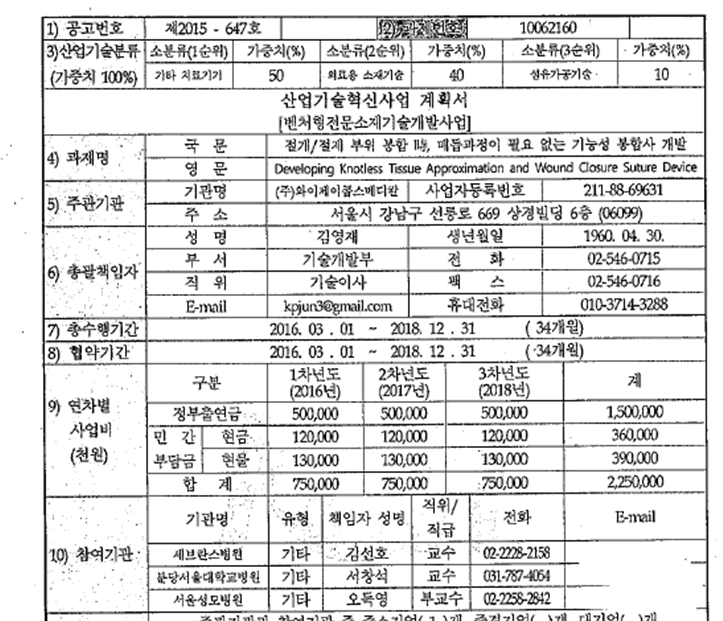 1) 공고번호 제2015 - 647호 10062160
3)산업기술분류 소분류(1순위) 가중치(%) 소분류(2순위) 가중치(%) 소분류(3순위) 가중치(%)
(가중치 100%) 기타 치료기기 50 의료용 소재기술 40 섬유가공기술 10
산업기술혁신사업 계획서
[벤처형전문소재기술개발사업]
4) 과제명 국 문 절개/절제 부위 봉합 時, 매듭과정이 필요 없는 기능성 봉합사 개발
영 문 Developing Knotless Tissue Approximation and Wound Closure Suture Device
5) 주관기관 기관명 (주)와이제이콥스메디칼 사업자등록번호 211-88-69631
주 소 서울시 강남구 선릉로 669 상경빌딩 6층 (06099)
6) 총괄책임자 성 명 김영재 생년월일 1960. 04. 30.
부 서 기술개발부 전 화 02-546-0715
직 위 기술이사 팩 스 02-546-0716
E-mail kpjun3@gmail.com 휴대전화 010-3714-3288
7) 총수행기간 2016. 03 . 01 ~ 2018. 12 . 31 ( 34개월)
8) 협약기간 2016. 03 . 01 ~ 2018. 12 . 31 ( 34개월)
9) 연차별 사업비 (천원) 구분 1차년도 (2016년) 2차년도 (2017년) 3차년도 (2018년) 계
정부출연금 500,000 500,000 500,000 1,500,000
민 간 현금 120,000 120,000 120,000 360,000
부담금 현물 130,000 130,000 130,000 390,000
합 계 750,000 750,000 750,000 2,250,000
10) 참여기관 기관명 유형 책임자 성명 직위/직급 전화 E-mail
세브란스병원 기타 김선호 교수 02-2228-2158
분당서울대학교병원 기타 서창석 교수 031-787-4054
서울성모병원 기타 오득영 부교수 02-2258-2842